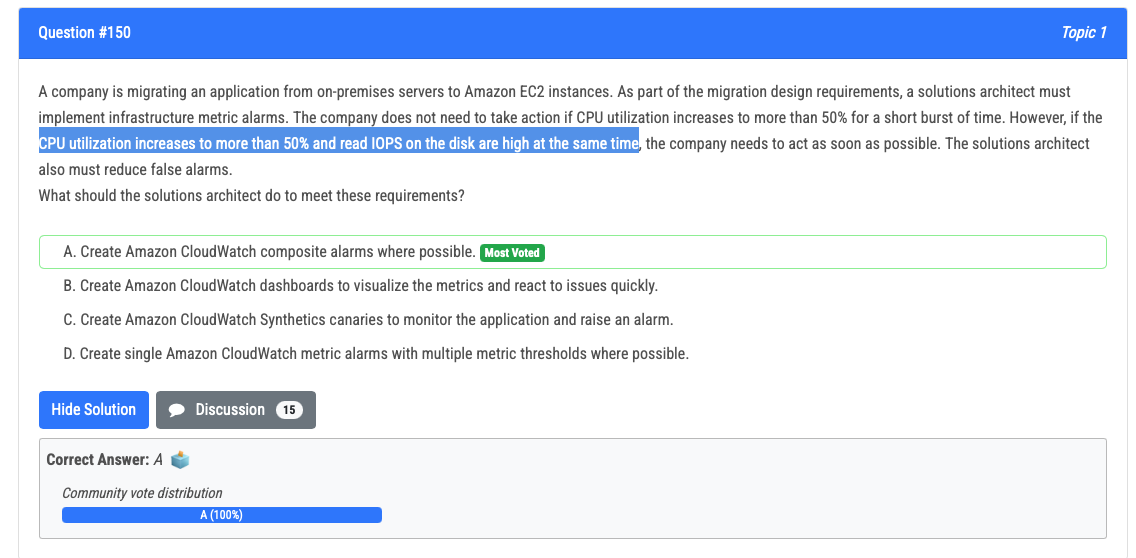 Question #150
Topic 1
A company is migrating an application from on-premises servers to Amazon EC2 instances. As part of the migration design requirements, a solutions architect must
implement infrastructure metric alarms. The company does not need to take action if CPU utilization increases to more than 50% for a short burst of time. However, if the
CPU utilization increases to more than 50% and read IOPS on the disk are high at the same time, the company needs to act as soon as possible. The solutions architect
also must reduce false alarms.
What should the solutions architect do to meet these requirements?
A. Create Amazon CloudWatch composite alarms where possible. Most Voted
B. Create Amazon CloudWatch dashboards to visualize the metrics and react to issues quickly.
C. Create Amazon CloudWatch Synthetics canaries to monitor the application and raise an alarm.
D. Create single Amazon CloudWatch metric alarms with multiple metric thresholds where possible.
Hide Solution
Discussion 15
Correct Answer: A
Community vote distribution
A (100%)